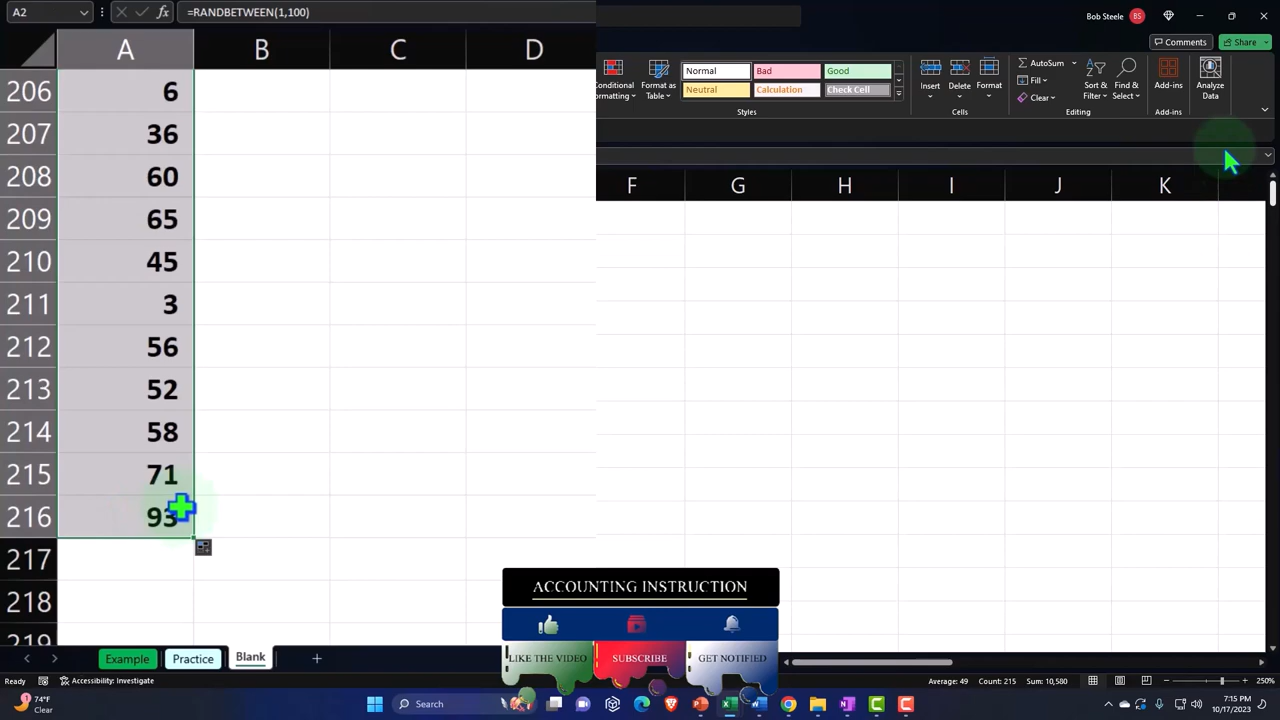 A2 fx =RANDBETWEEN(1,100)
Bob Steele BS
Comments Share
Conditional Formatting Format as Table
Normal Bad Good
Neutral Calculation Check Cell
Styles
Insert Delete Format
Cells
AutoSum
Fill
Clear
Sort & Filter Find & Select
Editing
Add-ins
Add-ins
Analyze Data
A B C D F G H I J K
206 6
207 36
208 60
209 65
210 45
211 3
212 56
213 52
214 58
215 71
216 93
217
218
219
ACCOUNTING INSTRUCTION
LIKE THE VIDEO SUBSCRIBE GET NOTIFIED
Example Practice Blank
Ready Accessibility: Investigate Average: 49 Count: 215 Sum: 10,580 250%
74°F
Clear
Search
7:15 PM
10/17/2023